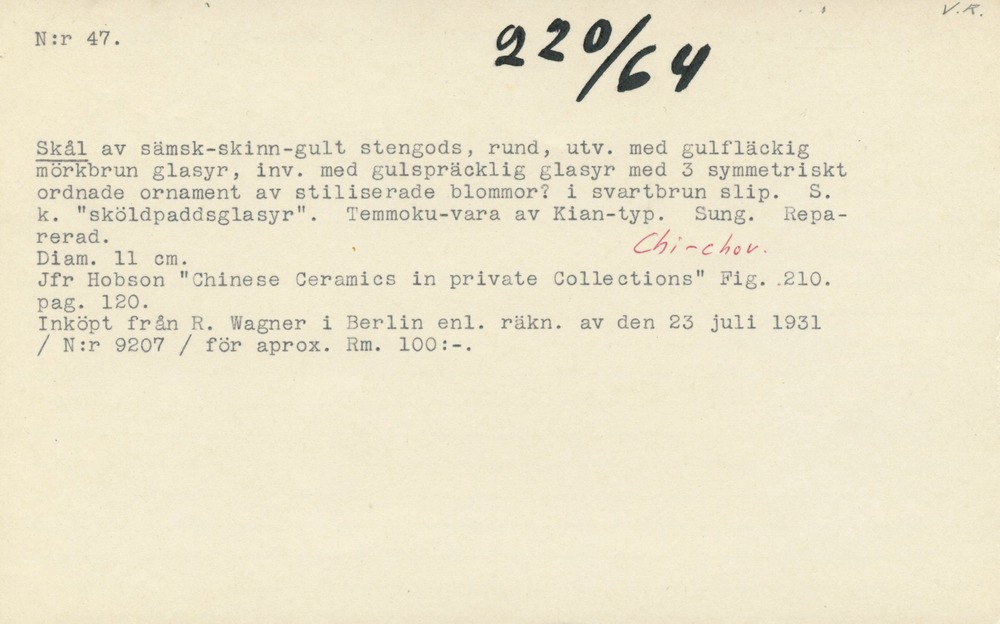 V.R.
N:r 47.
220/64
Skål av sämsk-skinn-gult stengods, rund, utv. med gulfläckig
mörkbrun glasyr, inv. med gulspräcklig glasyr med 3 symmetriskt
ordnade ornament av stiliserade blommor? i svartbrun slip. S.
k. "sköldpaddsglasyr". Temmoku-vara av Kian-typ. Sung. Repa-
rerad.
Chi-chou.
Diam. 11 cm.
Jfr Hobson "Chinese Ceramics in private Collections" Fig. .210.
pag. 120.
Inköpt från R. Wagner i Berlin enl. räkn. av den 23 juli 1931
/ N:r 9207 / för aprox. Rm. 100:-.